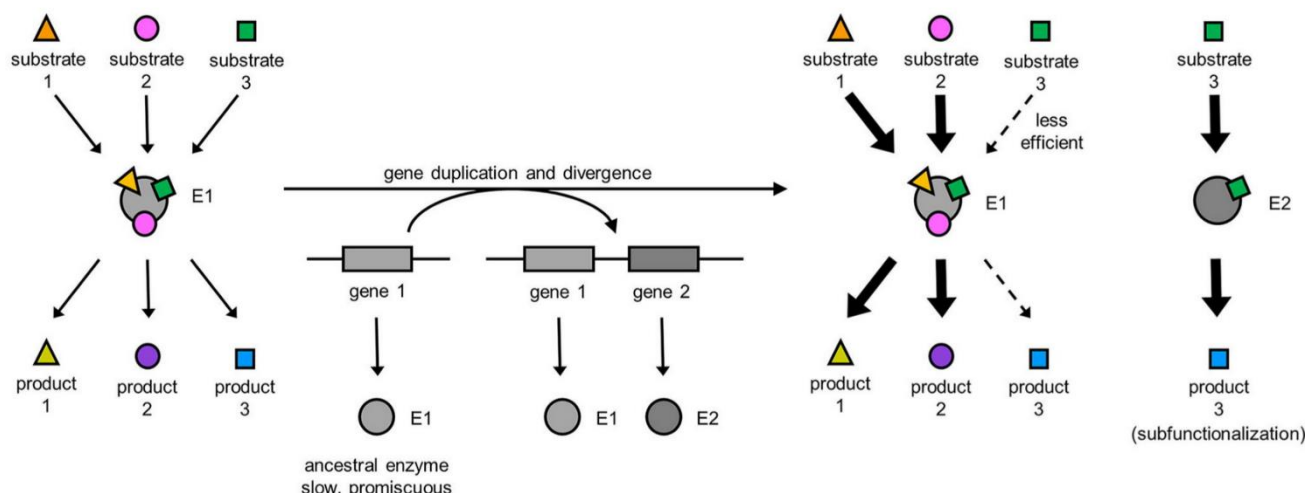 substrate substrate substrate
1 2 3
E1
product product product
1 2 3
gene duplication and divergence
gene 1 gene 1 gene 2
E1 E1 E2
ancestral enzyme
slow, promiscuous
substrate substrate substrate
1 2 3
less
efficient
E1
product product product
1 2 3
substrate
3
E2
product
3
(subfunctionalization)